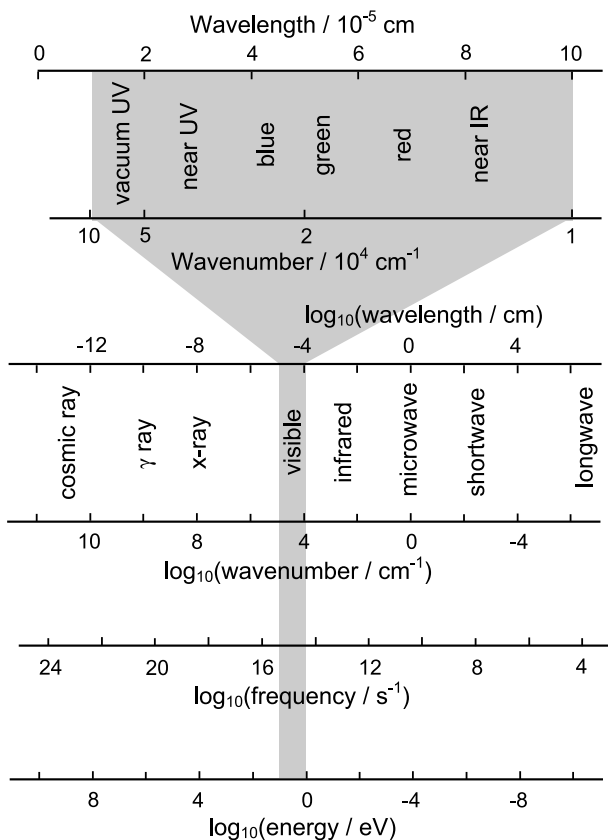 Wavelength / 10⁻⁵ cm
0 2 4 6 8 10
vacuum UV near UV blue green red near IR
10 5 2 1
Wavenumber / 10⁴ cm⁻¹
log₁₀(wavelength / cm)
-12 -8 -4 0 4
cosmic ray γ ray x-ray visible infrared microwave shortwave longwave
10 8 4 0 -4
log₁₀(wavenumber / cm⁻¹)
24 20 16 12 8 4
log₁₀(frequency / s⁻¹)
8 4 0 -4 -8
log₁₀(energy / eV)